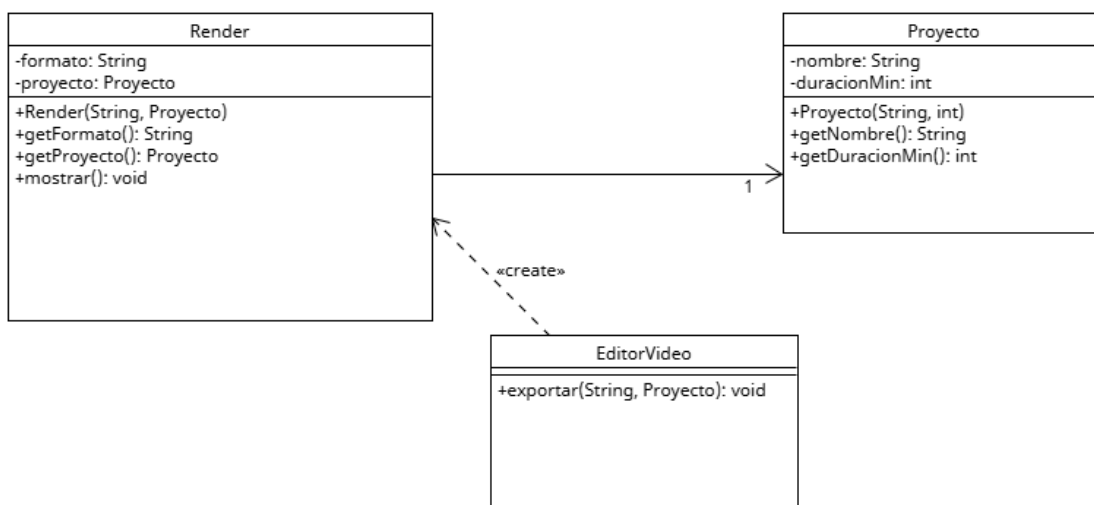 Render
-formato: String
-proyecto: Proyecto
+Render(String, Proyecto)
+getFormato(): String
+getProyecto(): Proyecto
+mostrar(): void
Proyecto
-nombre: String
-duracionMin: int
+Proyecto(String, int)
+getNombre(): String
+getDuracionMin(): int
1
«create»
EditorVideo
+exportar(String, Proyecto): void